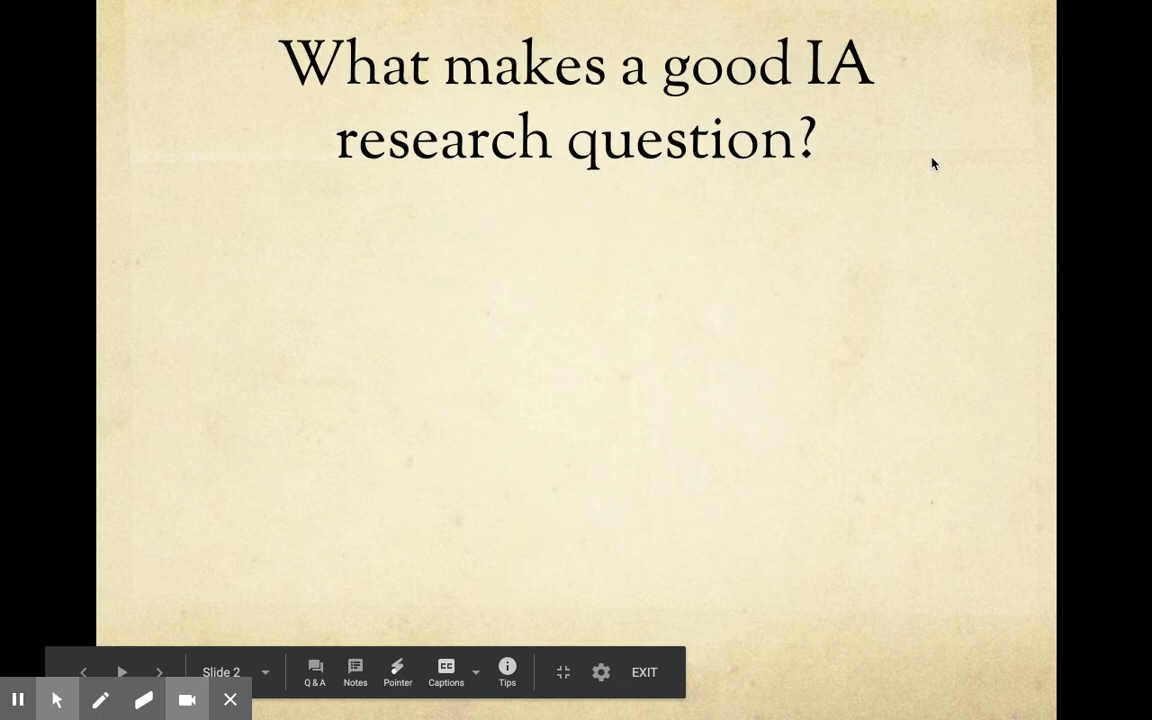 What makes a good IA
research question?
Slide 2
Q & A
Notes
Pointer
Captions
Tips
EXIT